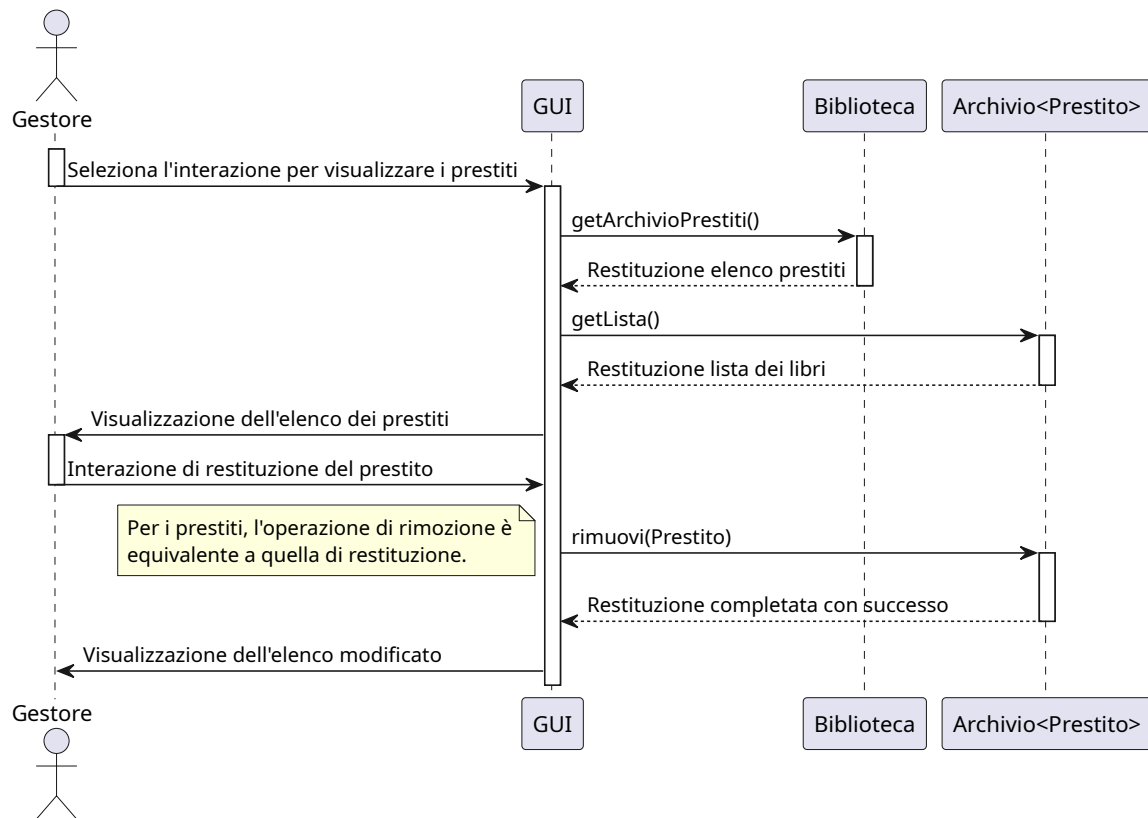 Gestore
GUI
Biblioteca
Archivio<Prestito>
Seleziona l'interazione per visualizzare i prestiti
getArchivioPrestiti()
Restituzione elenco prestiti
getLista()
Restituzione lista dei libri
Visualizzazione dell'elenco dei prestiti
Interazione di restituzione del prestito
Per i prestiti, l'operazione di rimozione è
equivalente a quella di restituzione.
rimuovi(Prestito)
Restituzione completata con successo
Visualizzazione dell'elenco modificato
Gestore
GUI
Biblioteca
Archivio<Prestito>